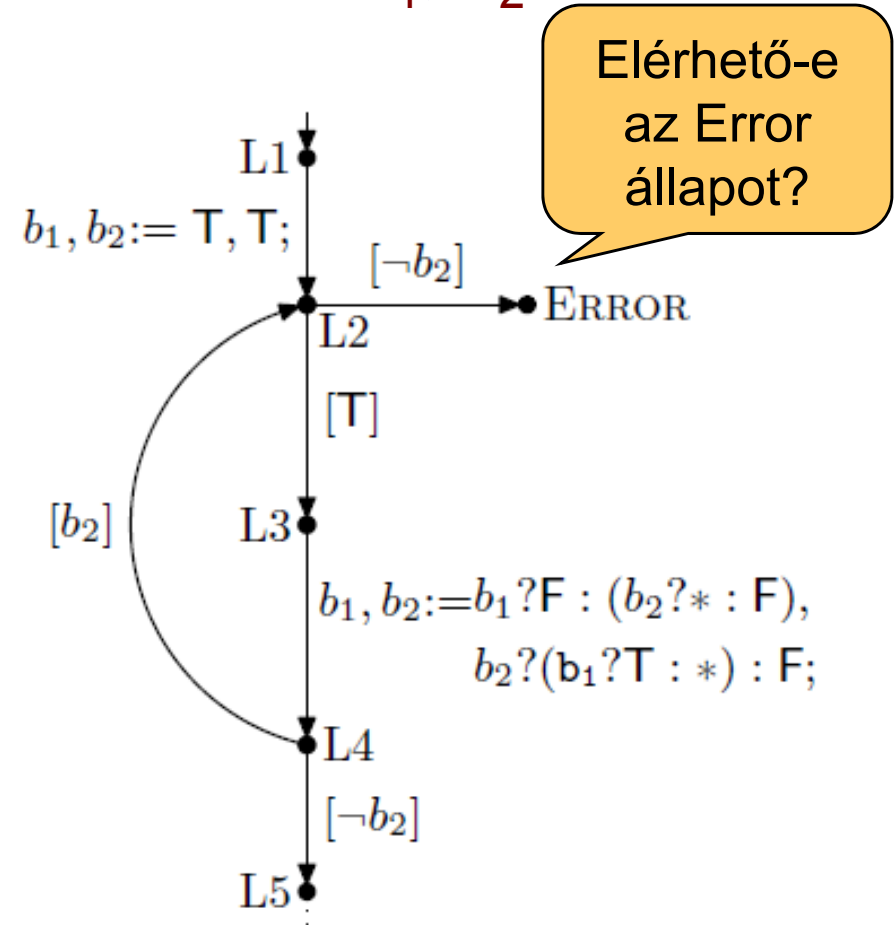 Elérhető-e
az Error
állapot?
L1
b₁, b₂:= T, T;
[¬b₂]
ERROR
L2
[T]
[b₂]
L3
b₁, b₂:=b₁?F : (b₂?* : F),
b₂?(b₁?T : *) : F;
L4
[¬b₂]
L5